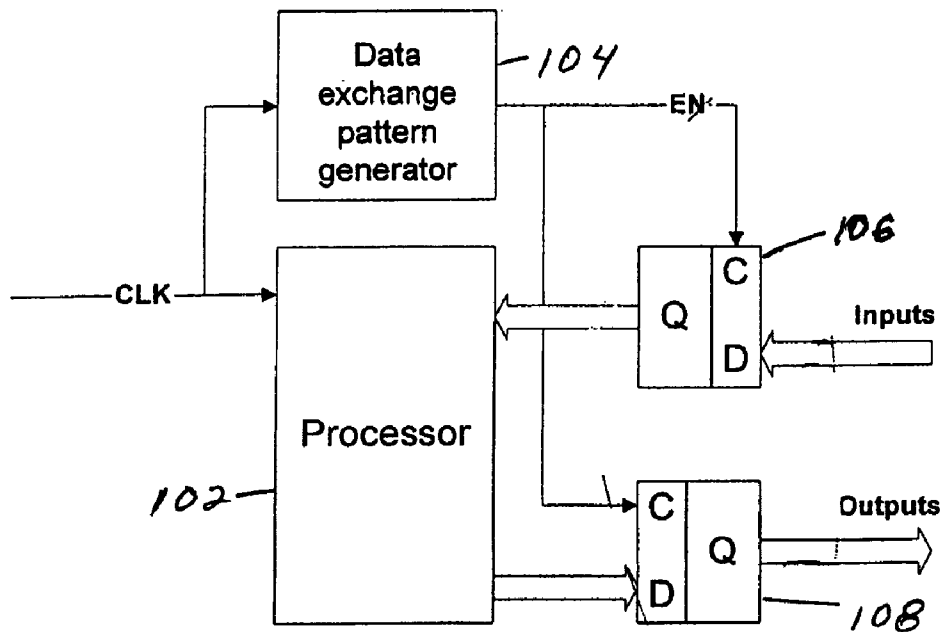 Data
exchange
pattern
generator
104
EN
106
CLK
C
Q
D
Inputs
Processor
102
C
Q
D
Outputs
108